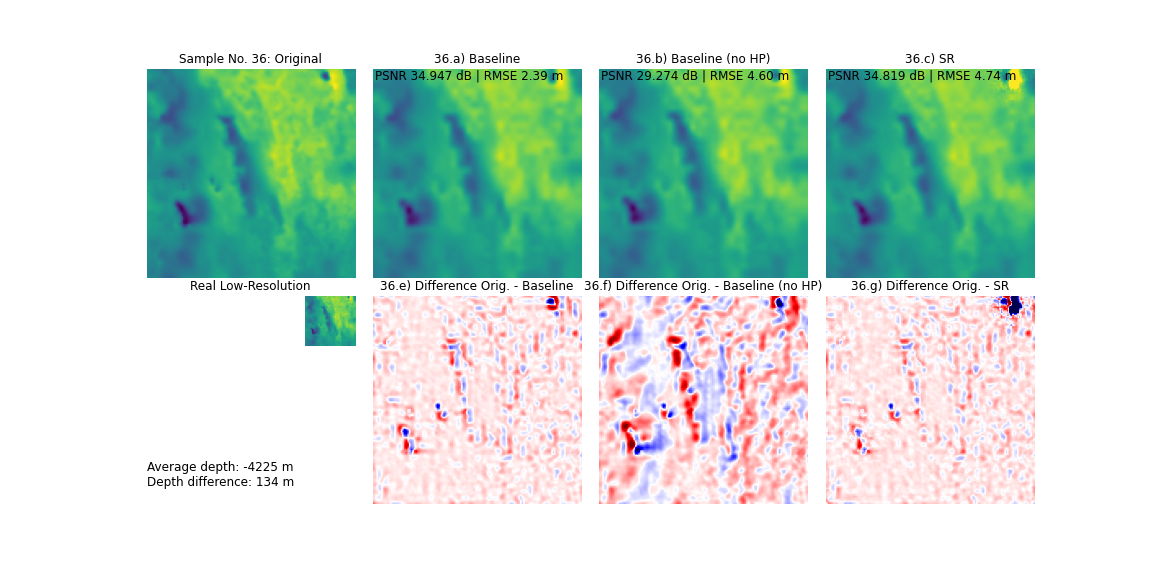 Sample No. 36: Original
36.a) Baseline
36.b) Baseline (no HP)
36.c) SR
PSNR 34.947 dB | RMSE 2.39 m
PSNR 29.274 dB | RMSE 4.60 m
PSNR 34.819 dB | RMSE 4.74 m
Real Low-Resolution
36.e) Difference Orig. - Baseline
36.f) Difference Orig. - Baseline (no HP)
36.g) Difference Orig. - SR
Average depth: -4225 m
Depth difference: 134 m